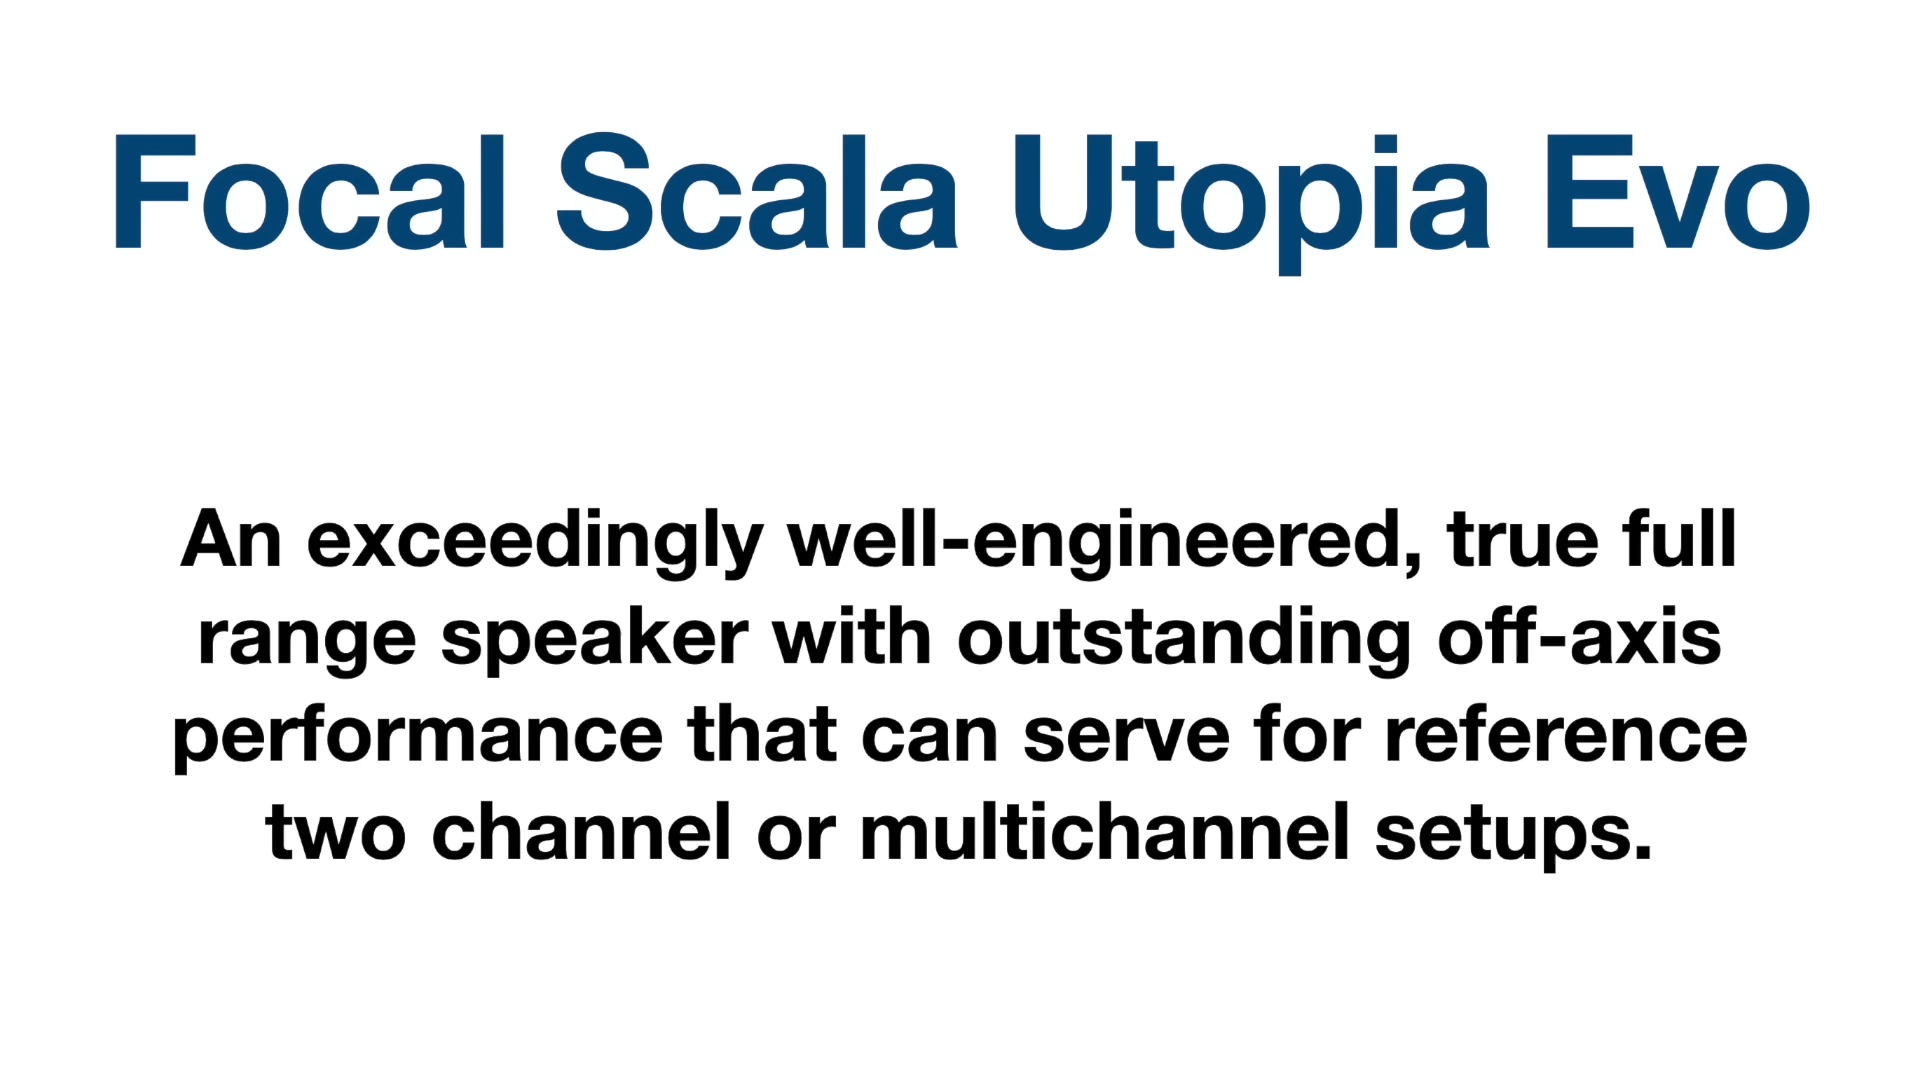 Focal Scala Utopia Evo
An exceedingly well-engineered, true full
range speaker with outstanding off-axis
performance that can serve for reference
two channel or multichannel setups.